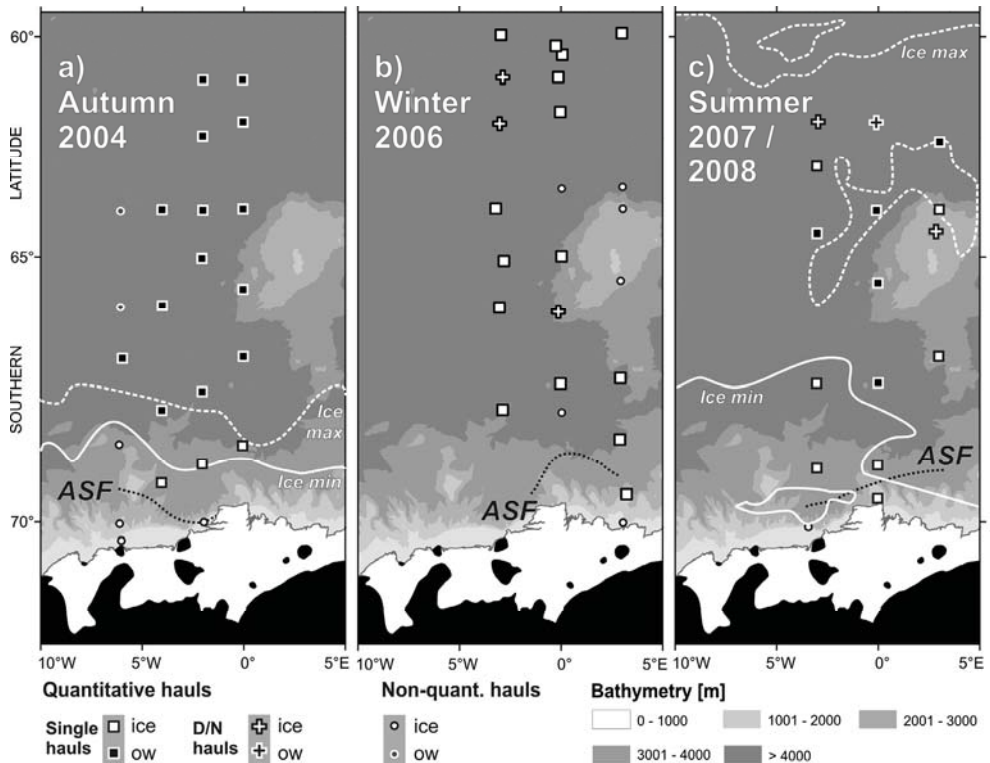 a)
Autumn
2004
Ice
max
Ice min
ASF
b)
Winter
2006
ASF
c)
Summer
2007 /
2008
Ice max
Ice min
ASF
60°
65°
70°
LATITUDE
SOUTHERN
10°W 5°W 0° 5°E
10°W 5°W 0° 5°E
10°W 5°W 0° 5°E
Quantitative hauls
Single
hauls
ice
ow
D/N
hauls
ice
ow
Non-quant. hauls
ice
ow
Bathymetry [m]
0 - 1000 1001 - 2000 2001 - 3000
3001 - 4000 > 4000